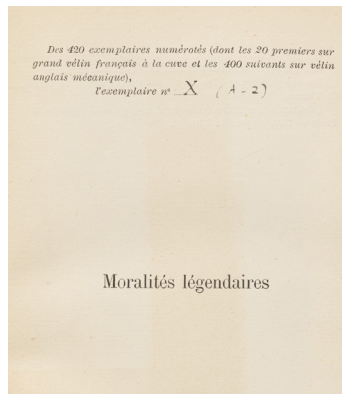 Des 420 exemplaires numérotés (dont les 20 premiers sur
grand vélin français à la cuve et les 400 suivants sur vélin
anglais mécanique),
l'exemplaire nº X (A-2)
Moralités légendaires